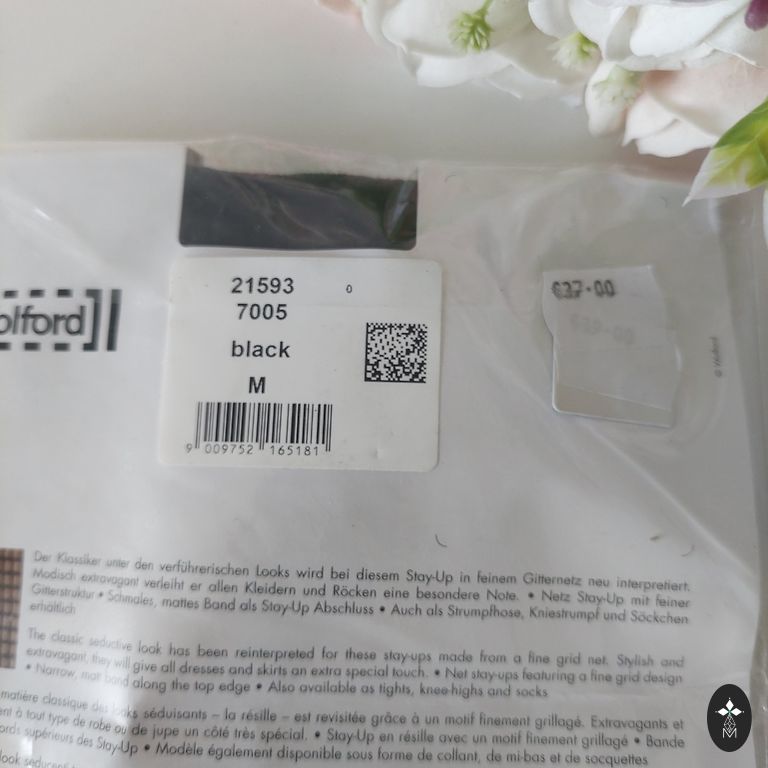 olford
21593
0
7005
black
M
9 009752 165181
€37.00
© Wolford
Der Klassiker unter den verführerischen Looks wird bei diesem Stay-Up in feinem Gitternetz neu interpretiert.
Modisch extravagant verleiht er allen Kleidern und Röcken eine besondere Note. • Netz Stay-Up mit feiner
Gitterstruktur • Schmales, mattes Band als Stay-Up Abschluss • Auch als Strumpfhose, Kniestrumpf und Söckchen
erhältlich
The classic seductive look has been reinterpreted for these stay-ups made from a fine grid net. Stylish and
extravagant, they will give all dresses and skirts an extra special touch. • Net stay-ups featuring a fine grid design
• Narrow, mat band along the top edge • Also available as tights, knee-highs and socks
matière classique des looks séduisants – la résille – est revisitée grâce à un motif finement grillagé. Extravagants et
nt à tout type de robe ou de jupe un côté très spécial. • Stay-Up en résille avec un motif finement grillagé • Bande
ords supérieurs des Stay-Up • Modèle également disponible sous forme de collant, de mi-bas et de socquettes
look
M